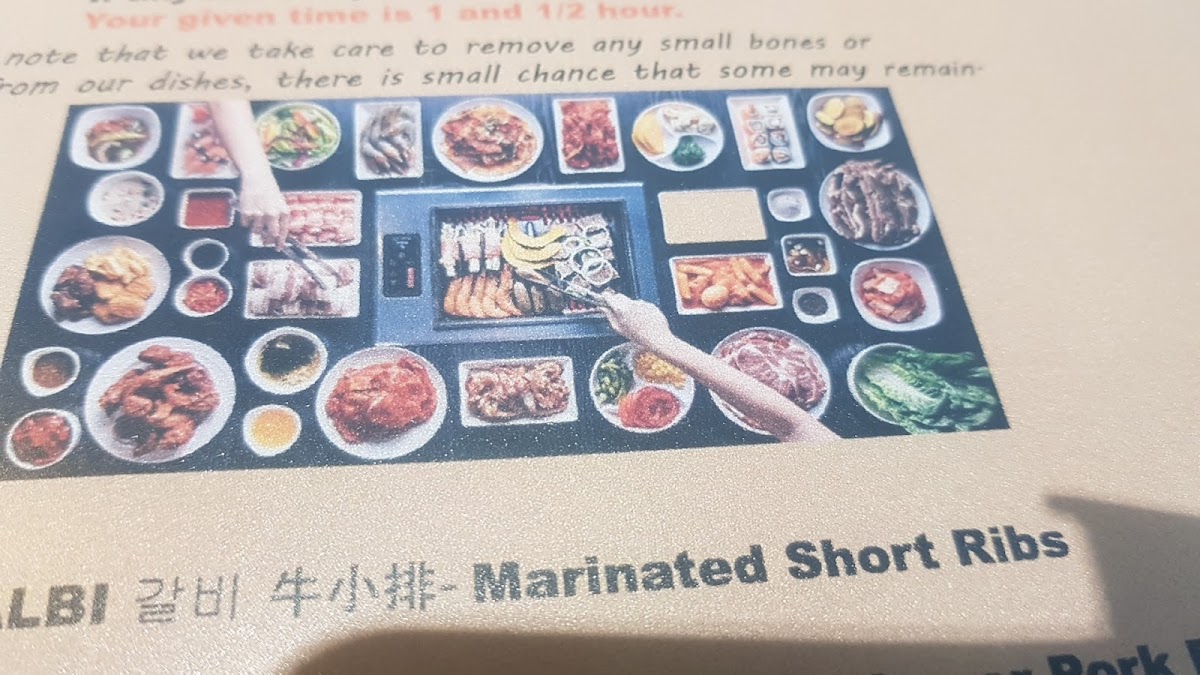 Your given time is 1 and 1/2 hour.
note that we take care to remove any small bones or
from our dishes, there is small chance that some may remain-
LBI 갈비 牛小排- Marinated Short Ribs
Pork